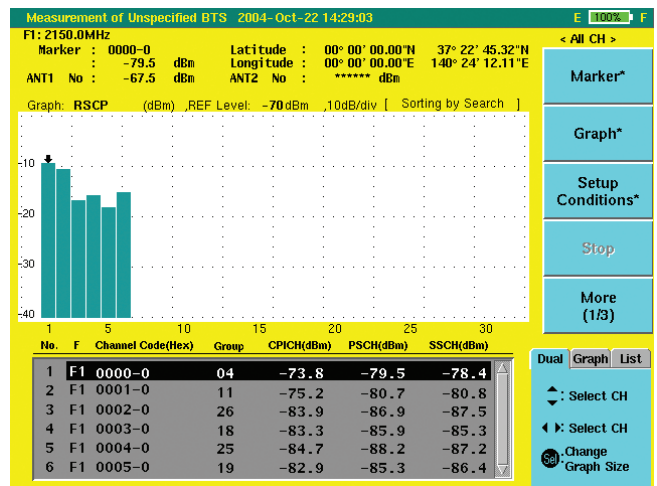 Measurement of Unspecified BTS 2004-Oct-22 14:29:03
E 100% F
F1: 2150.0MHz
Marker : 0000-0 Latitude : 00° 00' 00.00"N 37° 22' 45.32"N
: -79.5 dBm Longitude : 00° 00' 00.00"E 140° 24' 12.11"E
ANT1 No : -67.5 dBm ANT2 No : ****** dBm
Graph: RSCP (dBm) ,REF Level: -70dBm ,10dB/div [ Sorting by Search ]
-10
-20
-30
-40
1 5 10 15 20 25 30
No. F Channel Code(Hex) Group CPICH(dBm) PSCH(dBm) SSCH(dBm)
1 F1 0000-0 04 -73.8 -79.5 -78.4
2 F1 0001-0 11 -75.2 -80.7 -80.8
3 F1 0002-0 26 -83.9 -86.9 -87.5
4 F1 0003-0 18 -83.3 -85.9 -85.3
5 F1 0004-0 25 -84.7 -88.2 -87.2
6 F1 0005-0 19 -82.9 -85.3 -86.4
< All CH >
Marker*
Graph*
Setup
Conditions*
Stop
More
(1/3)
Dual Graph List
: Select CH
: Select CH
Sel :Change
Graph Size